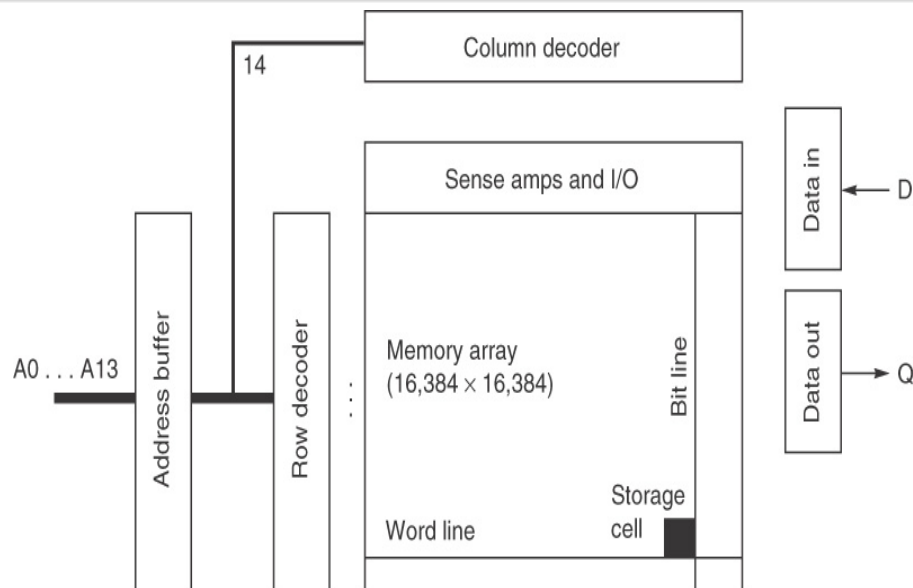 Column decoder
14
Sense amps and I/O
Data in
D
Address buffer
Row decoder
A0 . . . A13
. . .
Memory array
(16,384 × 16,384)
Bit line
Data out
Q
Storage
cell
Word line